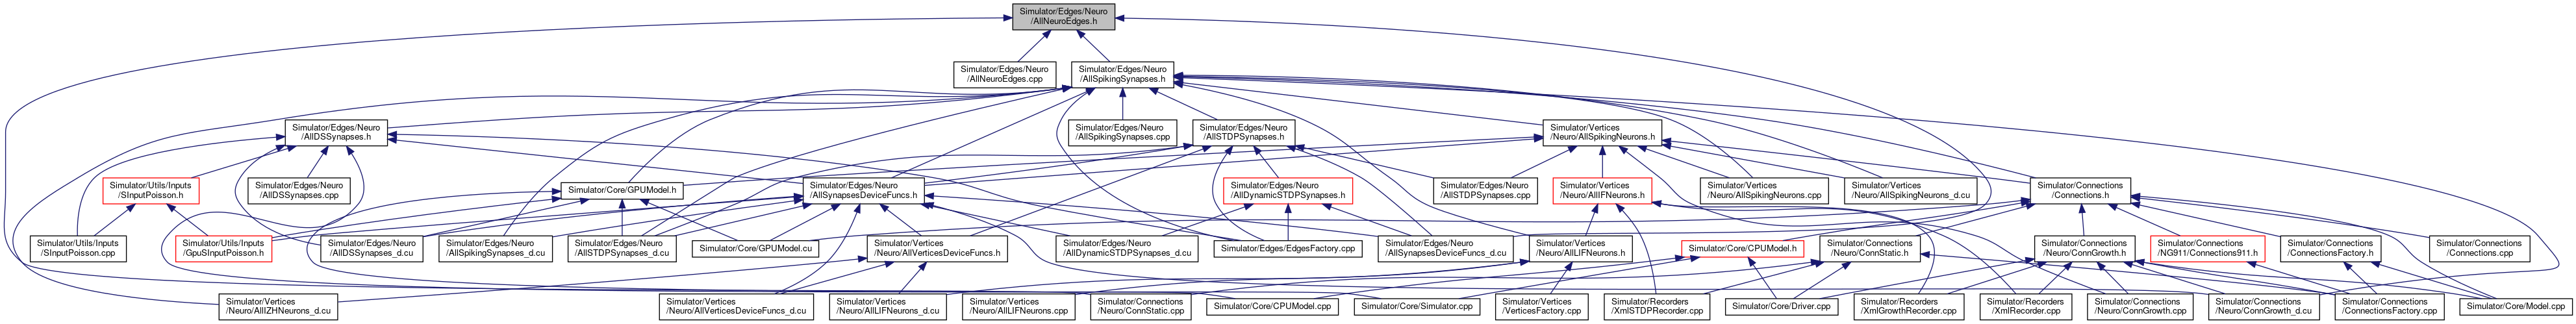 Simulator/Edges/Neuro
/AllNeuroEdges.h
Simulator/Edges/Neuro
/AllNeuroEdges.cpp
Simulator/Edges/Neuro
/AllSpikingSynapses.h
Simulator/Edges/Neuro
/AllDSSynapses.h
Simulator/Edges/Neuro
/AllSpikingSynapses.cpp
Simulator/Edges/Neuro
/AllSTDPSynapses.h
Simulator/Vertices
/Neuro/AllSpikingNeurons.h
Simulator/Utils/Inputs
/SInputPoisson.h
Simulator/Edges/Neuro
/AllDSSynapses.cpp
Simulator/Core/GPUModel.h
Simulator/Edges/Neuro
/AllSynapsesDeviceFuncs.h
Simulator/Edges/Neuro
/AllDynamicSTDPSynapses.h
Simulator/Edges/Neuro
/AllSTDPSynapses.cpp
Simulator/Vertices
/Neuro/AllIFNeurons.h
Simulator/Vertices
/Neuro/AllSpikingNeurons.cpp
Simulator/Vertices
/Neuro/AllSpikingNeurons_d.cu
Simulator/Connections
/Connections.h
Simulator/Utils/Inputs
/SInputPoisson.cpp
Simulator/Utils/Inputs
/GpuSInputPoisson.h
Simulator/Edges/Neuro
/AllDSSynapses_d.cu
Simulator/Edges/Neuro
/AllSpikingSynapses_d.cu
Simulator/Edges/Neuro
/AllSTDPSynapses_d.cu
Simulator/Core/GPUModel.cu
Simulator/Vertices
/Neuro/AllVerticesDeviceFuncs.h
Simulator/Edges/Neuro
/AllDynamicSTDPSynapses_d.cu
Simulator/Edges/EdgesFactory.cpp
Simulator/Edges/Neuro
/AllSynapsesDeviceFuncs_d.cu
Simulator/Vertices
/Neuro/AllLIFNeurons.h
Simulator/Core/CPUModel.h
Simulator/Connections
/Neuro/ConnStatic.h
Simulator/Connections
/Neuro/ConnGrowth.h
Simulator/Connections
/NG911/Connections911.h
Simulator/Connections
/ConnectionsFactory.h
Simulator/Connections
/Connections.cpp
Simulator/Vertices
/Neuro/AllIZHNeurons_d.cu
Simulator/Vertices
/Neuro/AllVerticesDeviceFuncs_d.cu
Simulator/Vertices
/Neuro/AllLIFNeurons_d.cu
Simulator/Vertices
/Neuro/AllLIFNeurons.cpp
Simulator/Connections
/Neuro/ConnStatic.cpp
Simulator/Core/CPUModel.cpp
Simulator/Core/Simulator.cpp
Simulator/Vertices
/VerticesFactory.cpp
Simulator/Recorders
/XmlSTDPRecorder.cpp
Simulator/Core/Driver.cpp
Simulator/Recorders
/XmlGrowthRecorder.cpp
Simulator/Recorders
/XmlRecorder.cpp
Simulator/Connections
/Neuro/ConnGrowth.cpp
Simulator/Connections
/Neuro/ConnGrowth_d.cu
Simulator/Connections
/ConnectionsFactory.cpp
Simulator/Core/Model.cpp